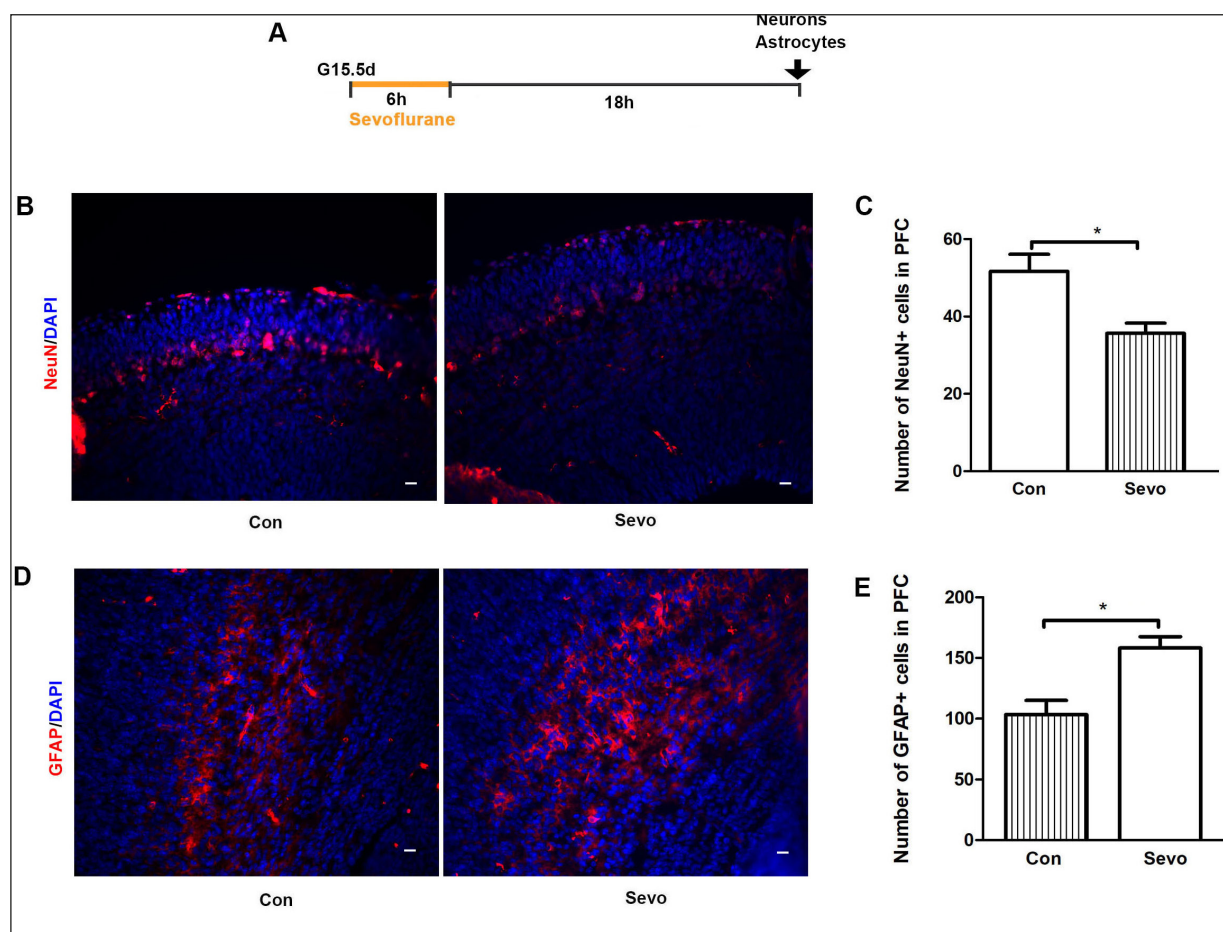 A
Neurons
Astrocytes
G15.5d
6h
18h
Sevoflurane
B
NeuN/DAPI
Con
Sevo
C
Number of NeuN+ cells in PFC
60
40
20
0
*
Con
Sevo
D
GFAP/DAPI
Con
Sevo
E
Number of GFAP+ cells in PFC
200
150
100
50
0
*
Con
Sevo